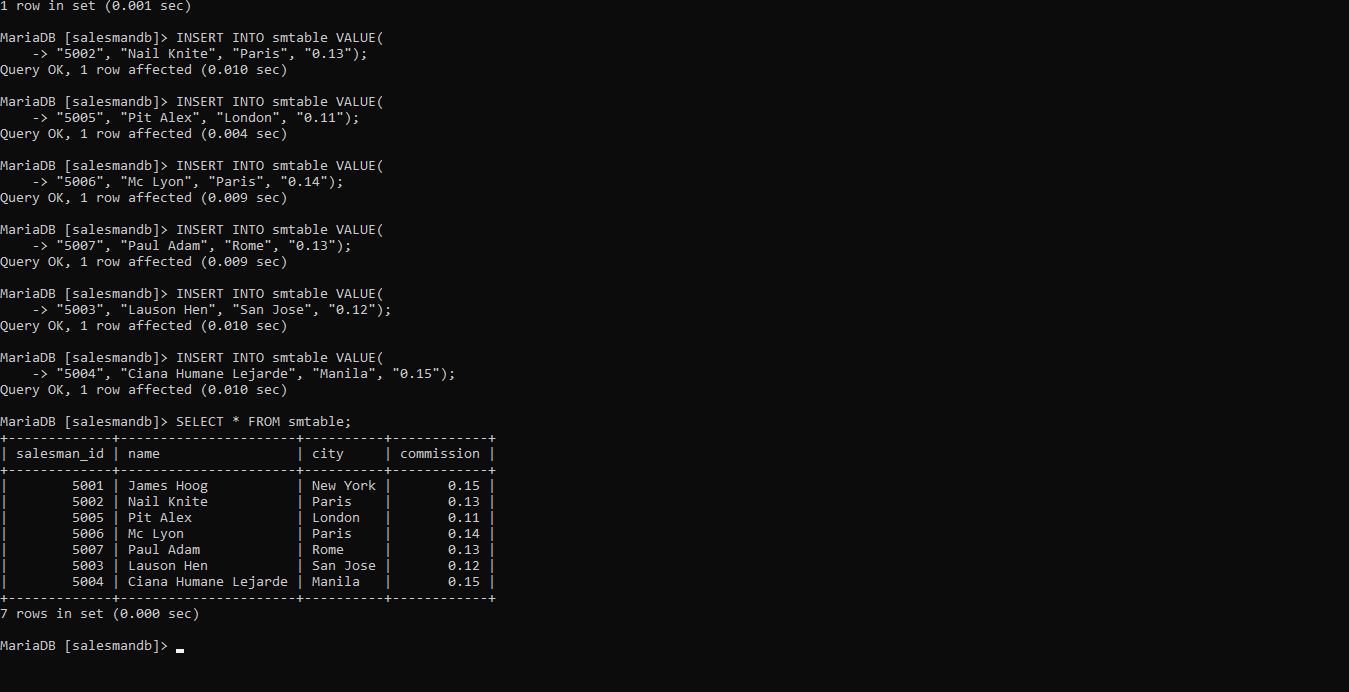 1 row in set (0.001 sec)
MariaDB [salesmandb]> INSERT INTO smtable VALUE(
    -> "5002", "Nail Knite", "Paris", "0.13");
Query OK, 1 row affected (0.010 sec)
MariaDB [salesmandb]> INSERT INTO smtable VALUE(
    -> "5005", "Pit Alex", "London", "0.11");
Query OK, 1 row affected (0.004 sec)
MariaDB [salesmandb]> INSERT INTO smtable VALUE(
    -> "5006", "Mc Lyon", "Paris", "0.14");
Query OK, 1 row affected (0.009 sec)
MariaDB [salesmandb]> INSERT INTO smtable VALUE(
    -> "5007", "Paul Adam", "Rome", "0.13");
Query OK, 1 row affected (0.009 sec)
MariaDB [salesmandb]> INSERT INTO smtable VALUE(
    -> "5003", "Lauson Hen", "San Jose", "0.12");
Query OK, 1 row affected (0.010 sec)
MariaDB [salesmandb]> INSERT INTO smtable VALUE(
    -> "5004", "Ciana Humane Lejarde", "Manila", "0.15");
Query OK, 1 row affected (0.010 sec)
MariaDB [salesmandb]> SELECT * FROM smtable;
+-------------+----------------------+----------+------------+
| salesman_id | name                 | city     | commission |
+-------------+----------------------+----------+------------+
|        5001 | James Hoog           | New York |       0.15 |
|        5002 | Nail Knite           | Paris    |       0.13 |
|        5005 | Pit Alex             | London   |       0.11 |
|        5006 | Mc Lyon              | Paris    |       0.14 |
|        5007 | Paul Adam            | Rome     |       0.13 |
|        5003 | Lauson Hen           | San Jose |       0.12 |
|        5004 | Ciana Humane Lejarde | Manila   |       0.15 |
+-------------+----------------------+----------+------------+
7 rows in set (0.000 sec)
MariaDB [salesmandb]>